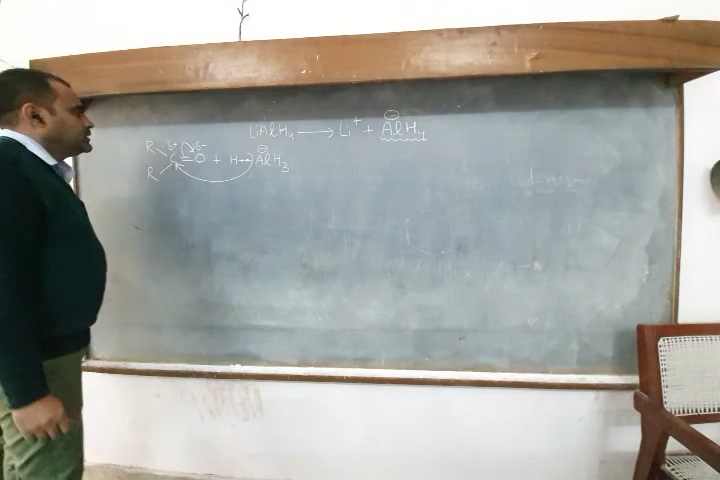 LiAlH₄ ⟶ Li⁺ + AlH₄⊖
R δ+ δ-
C=O + H–AlH₃⊖
R